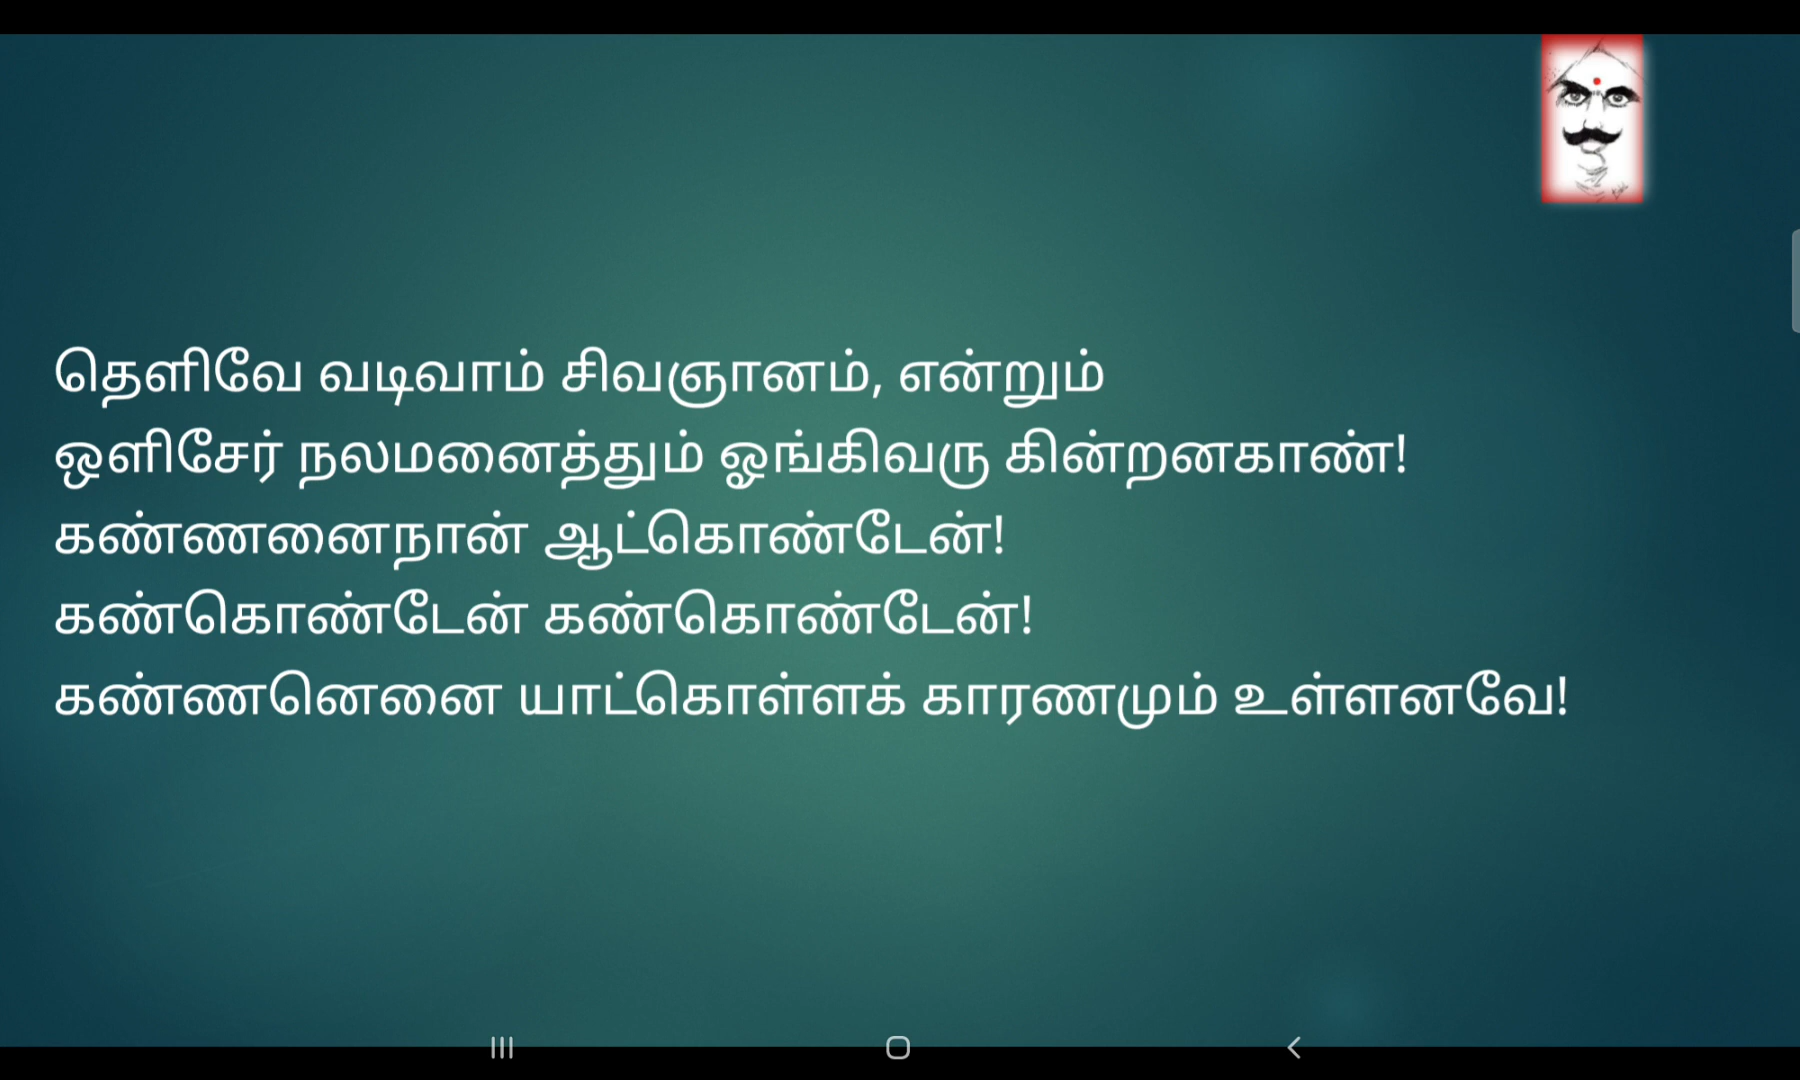 தெளிவே வடிவாம் சிவஞானம், என்றும்
ஒளிசேர் நலமனைத்தும் ஓங்கிவரு கின்றனகாண்!
கண்ணனைநான் ஆட்கொண்டேன்!
கண்கொண்டேன் கண்கொண்டேன்!
கண்ணனெனை யாட்கொள்ளக் காரணமும் உள்ளனவே!